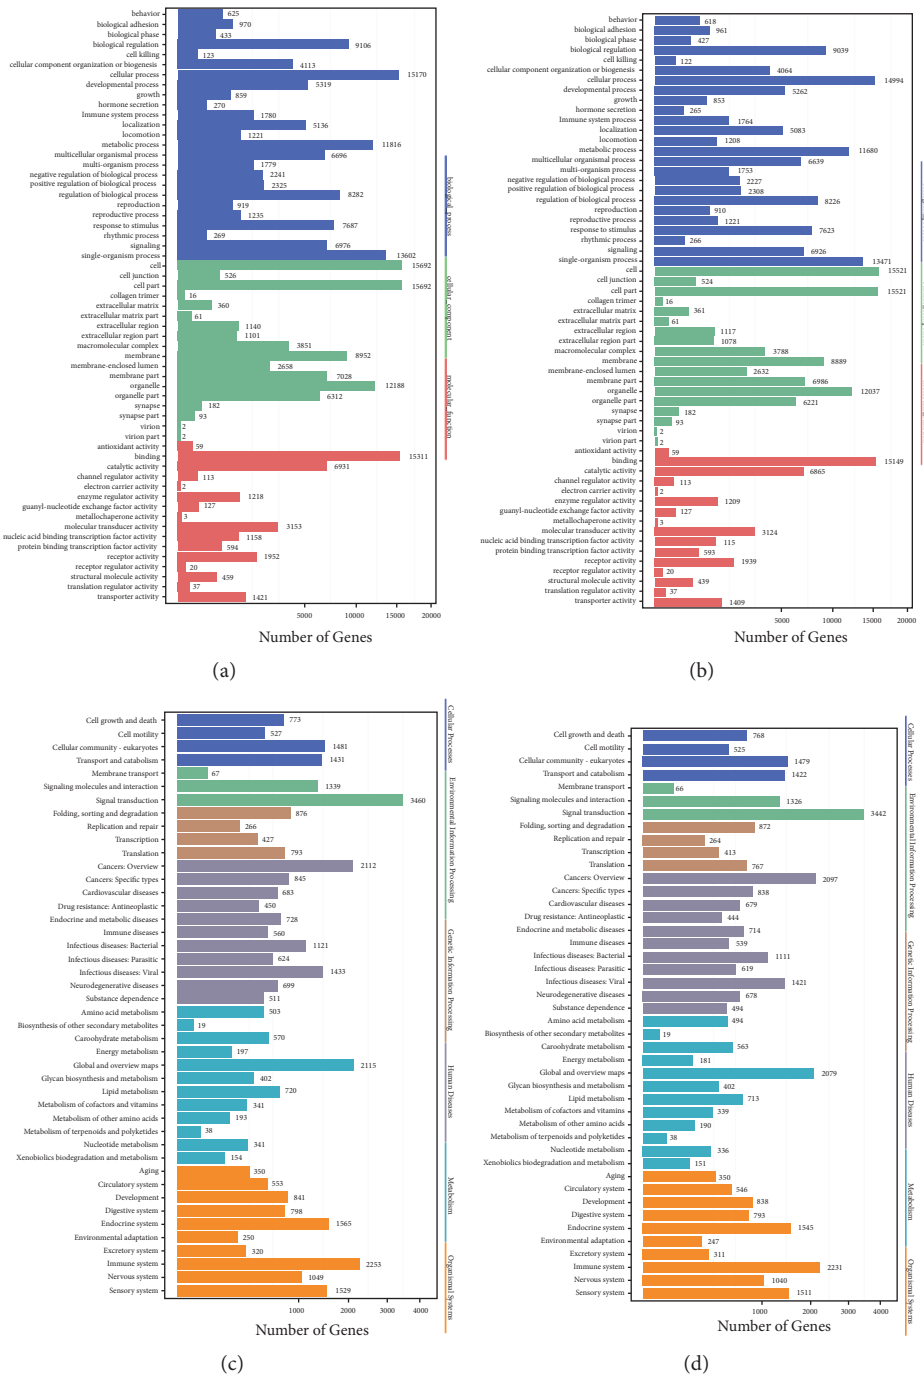 behavior 625
biological adhesion 970
biological phase 433
biological regulation 9106
cell killing 123
cellular component organization or biogenesis 4113
cellular process 15170
developmental process 5319
growth 859
hormone secretion 270
Immune system process 1780
localization 5136
locomotion 1221
metabolic process 11816
multicellular organismal process 6696
multi-organism process 1779
negative regulation of biological process 2241
positive regulation of biological process 2325
regulation of biological process 8282
reproduction 919
reproductive process 1235
response to stimulus 7687
rhythmic process 269
signaling 6976
single-organism process 13602
cell 15692
cell junction 526
cell part 15692
collagen trimer 16
extracellular matrix 360
extracellular matrix part 61
extracellular region 1140
extracellular region part 1101
macromolecular complex 3851
membrane 8952
membrane-enclosed lumen 2658
membrane part 7028
organelle 12188
organelle part 6312
synapse 182
synapse part 93
virion 2
virion part 2
antioxidant activity 59
binding 15311
catalytic activity 6931
channel regulator activity 113
electron carrier activity 2
enzyme regulator activity 1218
guanyl-nucleotide exchange factor activity 127
metallochaperone activity 3
molecular transducer activity 3153
nucleic acid binding transcription factor activity 1158
protein binding transcription factor activity 594
receptor activity 1952
receptor regulator activity 20
structural molecule activity 459
translation regulator activity 37
transporter activity 1421
5000 10000 15000 20000
Number of Genes
biological_process
cellular_component
molecular_function
(a)
behavior 618
biological adhesion 961
biological phase 427
biological regulation 9039
cell killing 122
cellular component organization or biogenesis 4064
cellular process 14994
developmental process 5262
growth 853
hormone secretion 265
Immune system process 1764
localization 5083
locomotion 1208
metabolic process 11680
multicellular organismal process 6639
multi-organism process 1753
negative regulation of biological process 2227
positive regulation of biological process 2308
regulation of biological process 8226
reproduction 910
reproductive process 1221
response to stimulus 7623
rhythmic process 266
signaling 6926
single-organism process 13471
cell 15521
cell junction 524
cell part 15521
collagen trimer 16
extracellular matrix 361
extracellular matrix part 61
extracellular region 1117
extracellular region part 1078
macromolecular complex 3788
membrane 8889
membrane-enclosed lumen 2632
membrane part 6986
organelle 12037
organelle part 6221
synapse 182
synapse part 93
virion 2
virion part 2
antioxidant activity 59
binding 15149
catalytic activity 6865
channel regulator activity 113
electron carrier activity 2
enzyme regulator activity 1209
guanyl-nucleotide exchange factor activity 127
metallochaperone activity 3
molecular transducer activity 3124
nucleic acid binding transcription factor activity 115
protein binding transcription factor activity 593
receptor activity 1939
receptor regulator activity 20
structural molecule activity 439
translation regulator activity 37
transporter activity 1409
5000 10000 15000 20000
Number of Genes
(b)
Cell growth and death 773
Cell motility 527
Cellular community - eukaryotes 1481
Transport and catabolism 1431
Membrane transport 67
Signaling molecules and interaction 1339
Signal transduction 3460
Folding, sorting and degradation 876
Replication and repair 266
Transcription 427
Translation 793
Cancers: Overview 2112
Cancers: Specific types 845
Cardiovascular diseases 683
Drug resistance: Antineoplastic 450
Endocrine and metabolic diseases 728
Immune diseases 560
Infectious diseases: Bacterial 1121
Infectious diseases: Parasitic 624
Infectious diseases: Viral 1433
Neurodegenerative diseases 699
Substance dependence 511
Amino acid metabolism 503
Biosynthesis of other secondary metabolites 19
Caroohydrate metabolism 570
Energy metabolism 197
Global and overview maps 2115
Glycan biosynthesis and metabolism 402
Lipid metabolism 720
Metabolism of cofactors and vitamins 341
Metabolism of other amino acids 193
Metabolism of terpenoids and polyketides 38
Nucleotide metabolism 341
Xenobiolics biodegradation and metabolism 154
Aging 350
Circulatory system 553
Development 841
Digestive system 798
Endocrine system 1565
Environmental adaptation 250
Excretory system 320
Immune system 2253
Nervous system 1049
Sensory system 1529
1000 2000 3000 4000
Number of Genes
Cellular Processes
Environmental Information Processing
Genetic Information Processing
Human Diseases
Metabolism
Organismal Systems
(c)
Cell growth and death 768
Cell motility 525
Cellular community - eukaryotes 1479
Transport and catabolism 1422
Membrane transport 66
Signaling molecules and interaction 1326
Signal transduction 3442
Folding, sorting and degradation 872
Replication and repair 264
Transcription 413
Translation 767
Cancers: Overview 2097
Cancers: Specific types 838
Cardiovascular diseases 679
Drug resistance: Antineoplastic 444
Endocrine and metabolic diseases 714
Immune diseases 539
Infectious diseases: Bacterial 1111
Infectious diseases: Parasitic 619
Infectious diseases: Viral 1421
Neurodegenerative diseases 678
Substance dependence 494
Amino acid metabolism 494
Biosynthesis of other secondary metabolites 19
Caroohydrate metabolism 563
Energy metabolism 181
Global and overview maps 2079
Glycan biosynthesis and metabolism 402
Lipid metabolism 713
Metabolism of cofactors and vitamins 339
Metabolism of other amino acids 190
Metabolism of terpenoids and polyketides 38
Nucleotide metabolism 336
Xenobiolics biodegradation and metabolism 151
Aging 350
Circulatory system 546
Development 838
Digestive system 793
Endocrine system 1545
Environmental adaptation 247
Excretory system 311
Immune system 2231
Nervous system 1040
Sensory system 1511
1000 2000 3000 4000
Number of Genes
Cellular Processes
Environmental Information Processing
Genetic Information Processing
Human Diseases
Metabolism
Organismal Systems
(d)